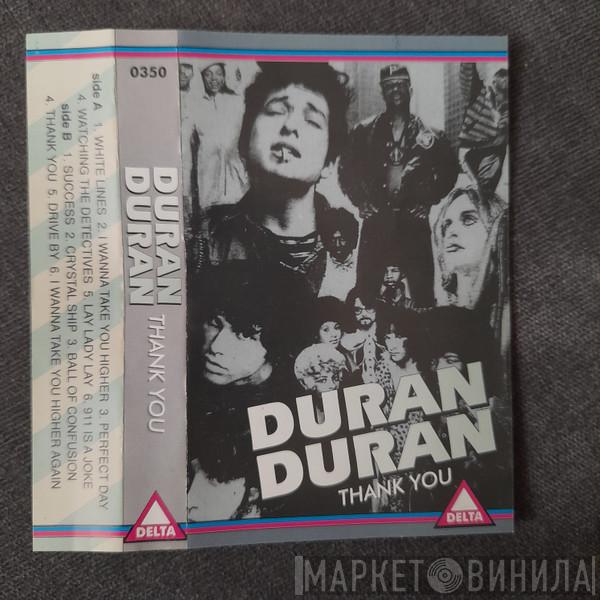 side A 1. WHITE LINES 2. I WANNA TAKE YOU HIGHER 3. PERFECT DAY
4. WATCHING THE DETECTIVES 5. LAY LADY LAY 6. 911 IS A JOKE
side B 1. SUCCESS 2. CRYSTAL SHIP 3. BALL OF CONFUSION
4. THANK YOU 5. DRIVE BY 6. I WANNA TAKE YOU HIGHER AGAIN
0350
DURAN
DURAN
THANK YOU
DELTA
DURAN
DURAN
THANK YOU
DELTA
МАРКЕТ ВИНИЛА